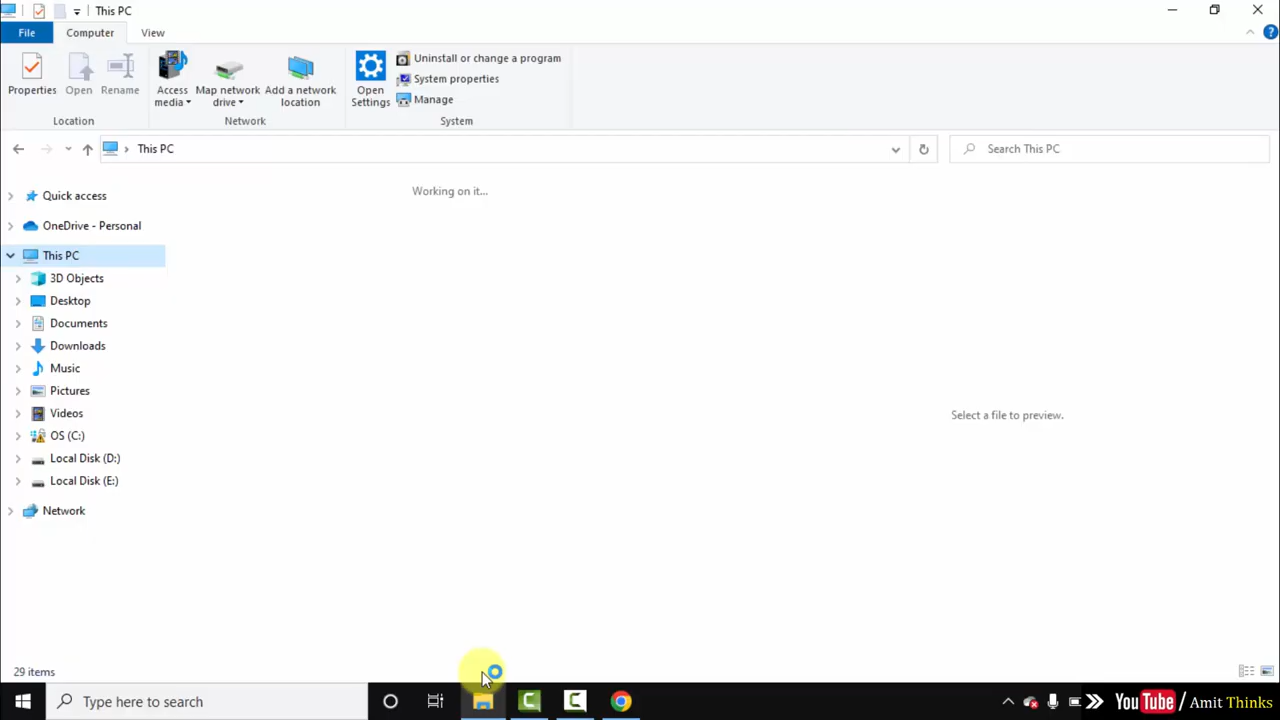 This PC
File
Computer
View
Properties
Open
Rename
Access media
Map network drive
Add a network location
Open Settings
Uninstall or change a program
System properties
Manage
Location
Network
System
This PC
Search This PC
Working on it...
Quick access
OneDrive - Personal
This PC
3D Objects
Desktop
Documents
Downloads
Music
Pictures
Videos
OS (C:)
Local Disk (D:)
Local Disk (E:)
Network
Select a file to preview.
29 items
Type here to search
YouTube / Amit Thinks